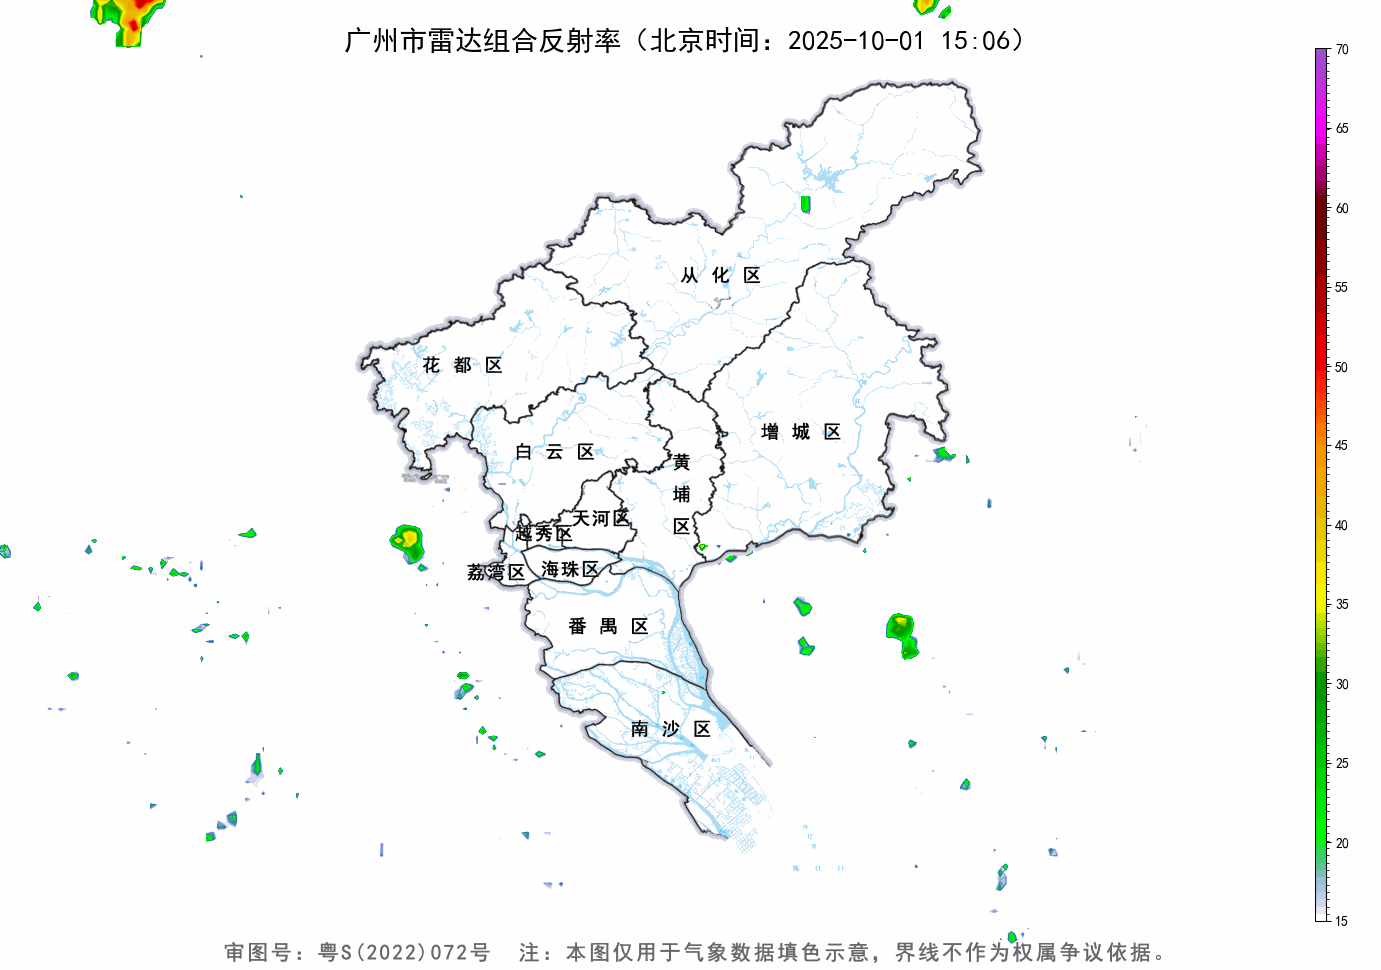 广州市雷达组合反射率（北京时间：2025-10-01 15:06）
70
65
60
55
50
45
40
35
30
25
20
15
从化区
花都区
增城区
白云区
黄埔区
天河区
越秀区
荔湾区
海珠区
番禺区
南沙区
审图号：粤S(2022)072号 注：本图仅用于气象数据填色示意，界线不作为权属争议依据。